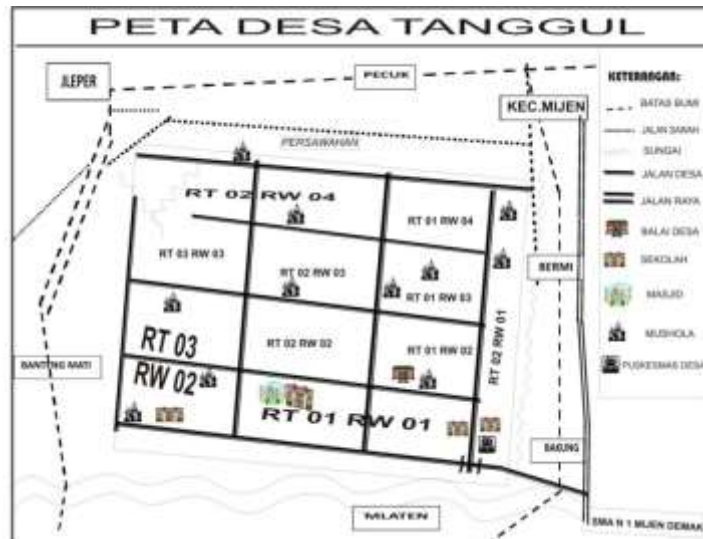 PETA DESA TANGGUL
JLEPER
PECUK
KEC.MIJEN
PERSAWAHAN
RT 02 RW 04
RT 01 RW 04
RT 03 RW 03
RT 02 RW 03
RT 01 RW 03
BERMI
RT 03
RW 02
RT 02 RW 02
RT 01 RW 02
RT 02 RW 01
BANTENG MATI
RT 01 RW 01
BAKUNG
MLATEN
SMA N 1 MIJEN DEMAK
KETERANGAN:
BATAS BUMI
JALAN SAWAH
SUNGAI
JALAN DESA
JALAN RAYA
BALAI DESA
SEKOLAH
MASJID
MUSHOLA
PUSKESMAS DESA